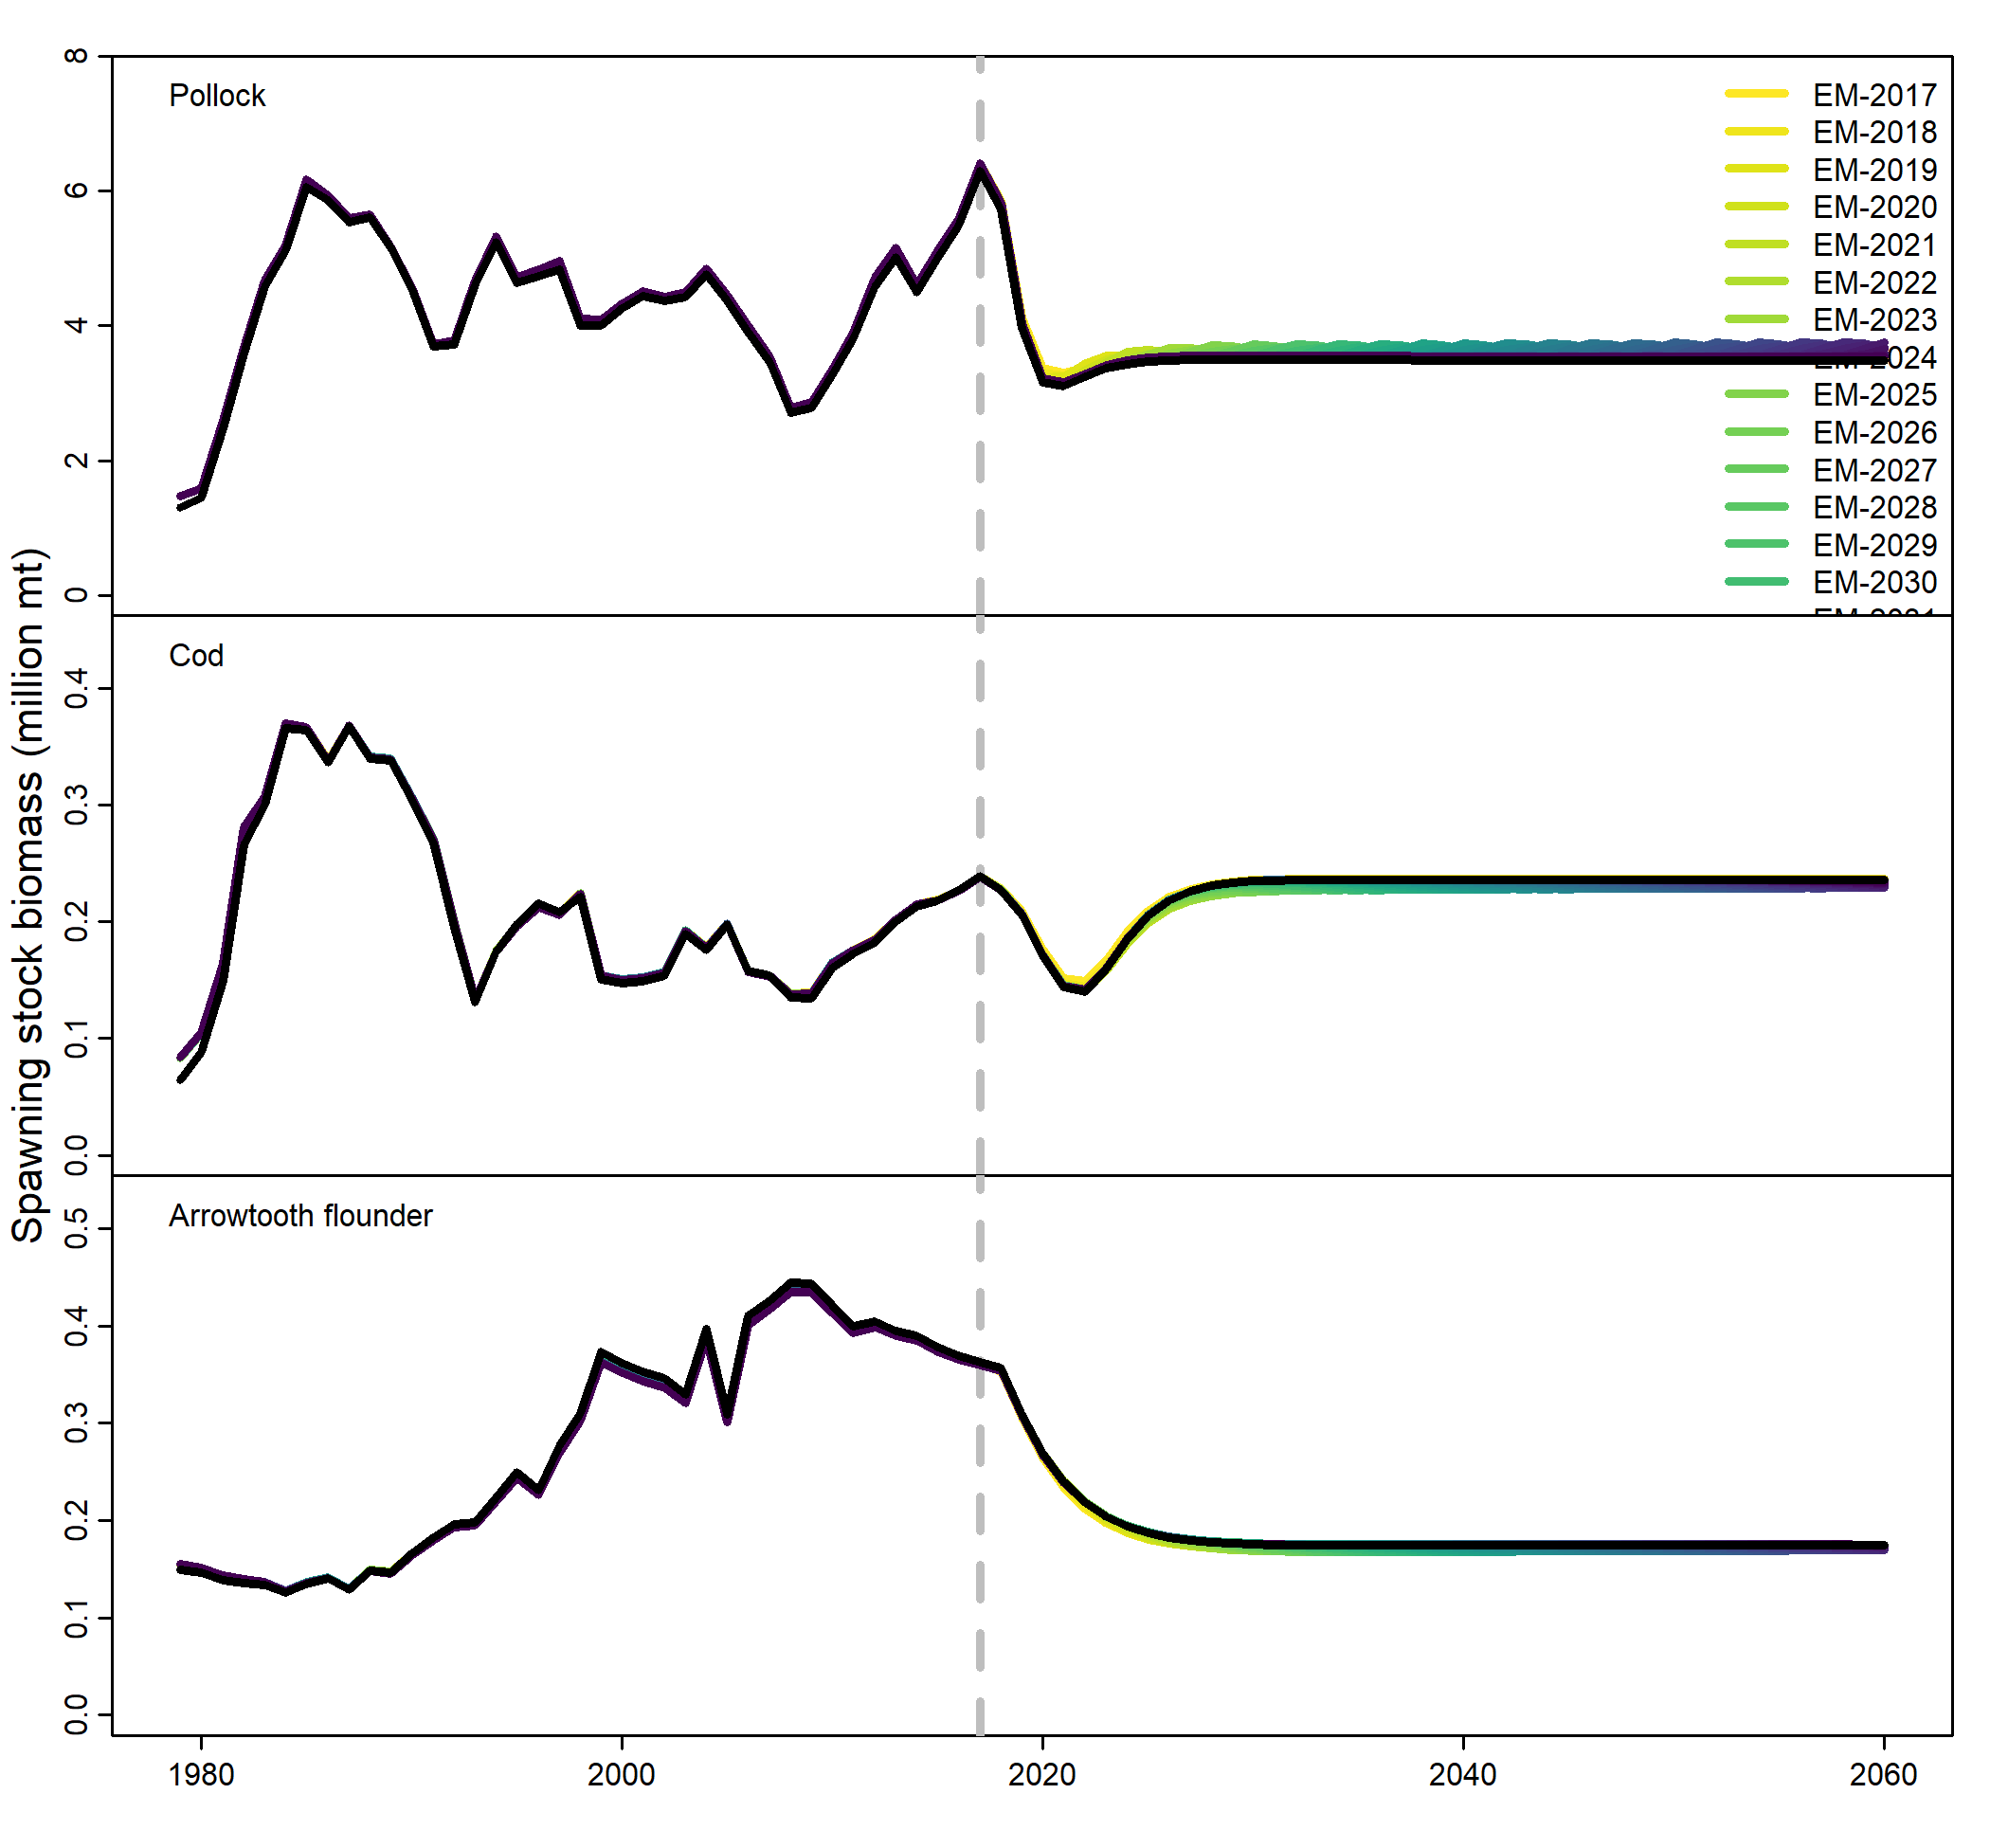 Spawning stock biomass (million mt)
8
6
4
2
0
Pollock
EM-2017
EM-2018
EM-2019
EM-2020
EM-2021
EM-2022
EM-2023
024
EM-2025
EM-2026
EM-2027
EM-2028
EM-2029
EM-2030
Cod
0.4
0.3
0.2
0.1
0.0
Arrowtooth flounder
0.5
0.4
0.3
0.2
0.1
0.0
1980 2000 2020 2040 2060